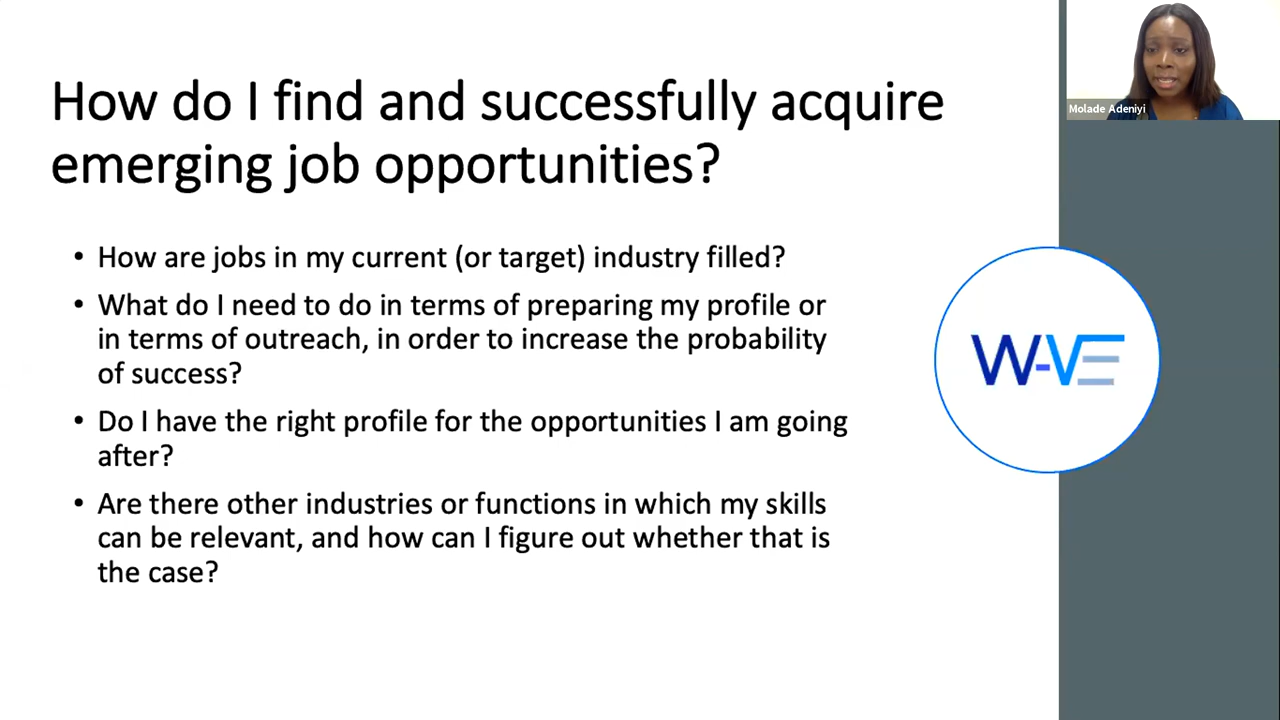 How do I find and successfully acquire
emerging job opportunities?
• How are jobs in my current (or target) industry filled?
• What do I need to do in terms of preparing my profile or
in terms of outreach, in order to increase the probability
of success?
• Do I have the right profile for the opportunities I am going
after?
• Are there other industries or functions in which my skills
can be relevant, and how can I figure out whether that is
the case?
Molade Adeniyi
W-VE